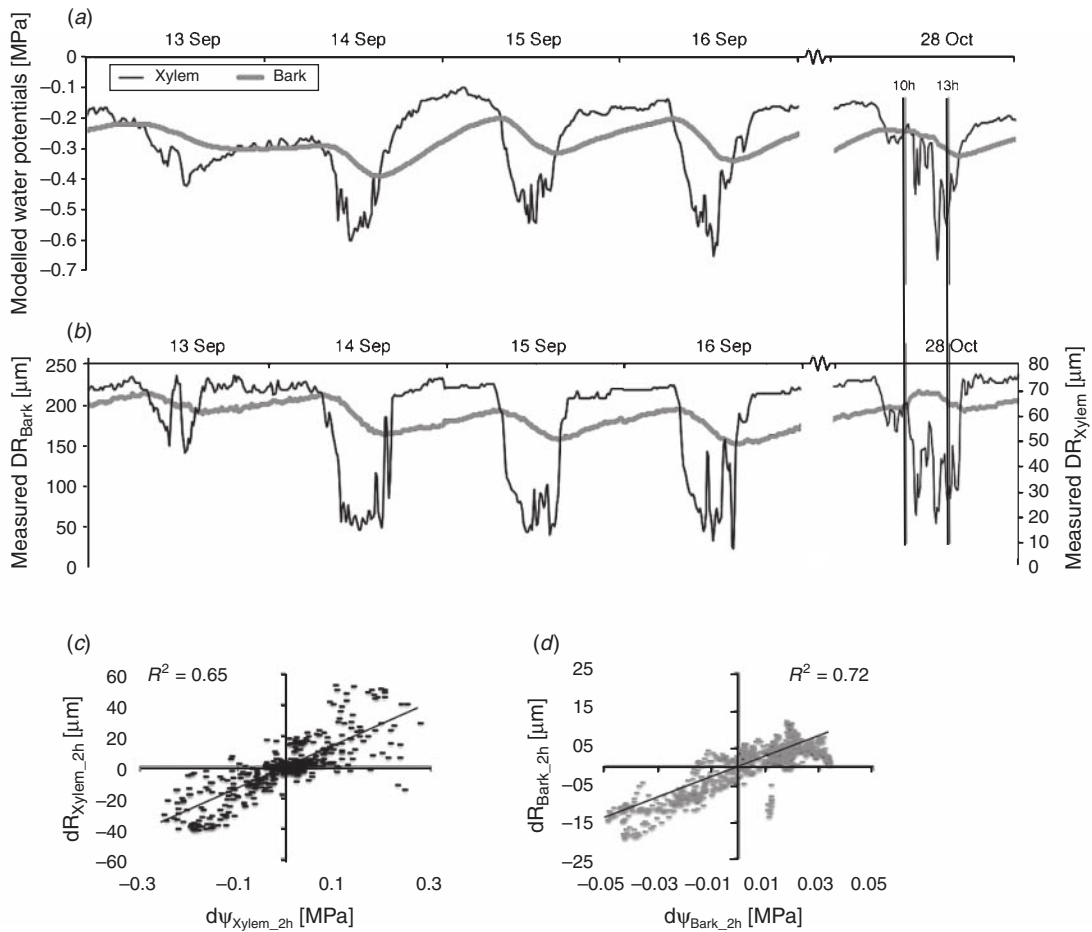 (a)
13 Sep 14 Sep 15 Sep 16 Sep 28 Oct
Modelled water potentials [MPa]
0
−0.1
−0.2
−0.3
−0.4
−0.5
−0.6
−0.7
Xylem Bark
10h 13h
(b)
13 Sep 14 Sep 15 Sep 16 Sep 28 Oct
Measured DR_Bark [µm]
250
200
150
100
50
0
80
70
60
50
40
30
20
10
0
Measured DR_Xylem [µm]
(c)
R² = 0.65
dR_Xylem_2h [µm]
60
40
20
0
−20
−40
−60
−0.3 −0.1 0.1 0.3
dψ_Xylem_2h [MPa]
(d)
R² = 0.72
dR_Bark_2h [µm]
25
15
05
−05
−15
−25
−0.05 −0.03 −0.01 0.01 0.03 0.05
dψ_Bark_2h [MPa]